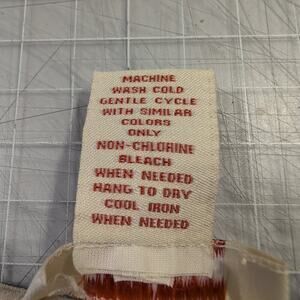 MACHINE
WASH COLD
GENTLE CYCLE
WITH SIMILAR
COLORS
ONLY
NON-CHLORINE
BLEACH
WHEN NEEDED
HANG TO DRY
COOL IRON
WHEN NEEDED